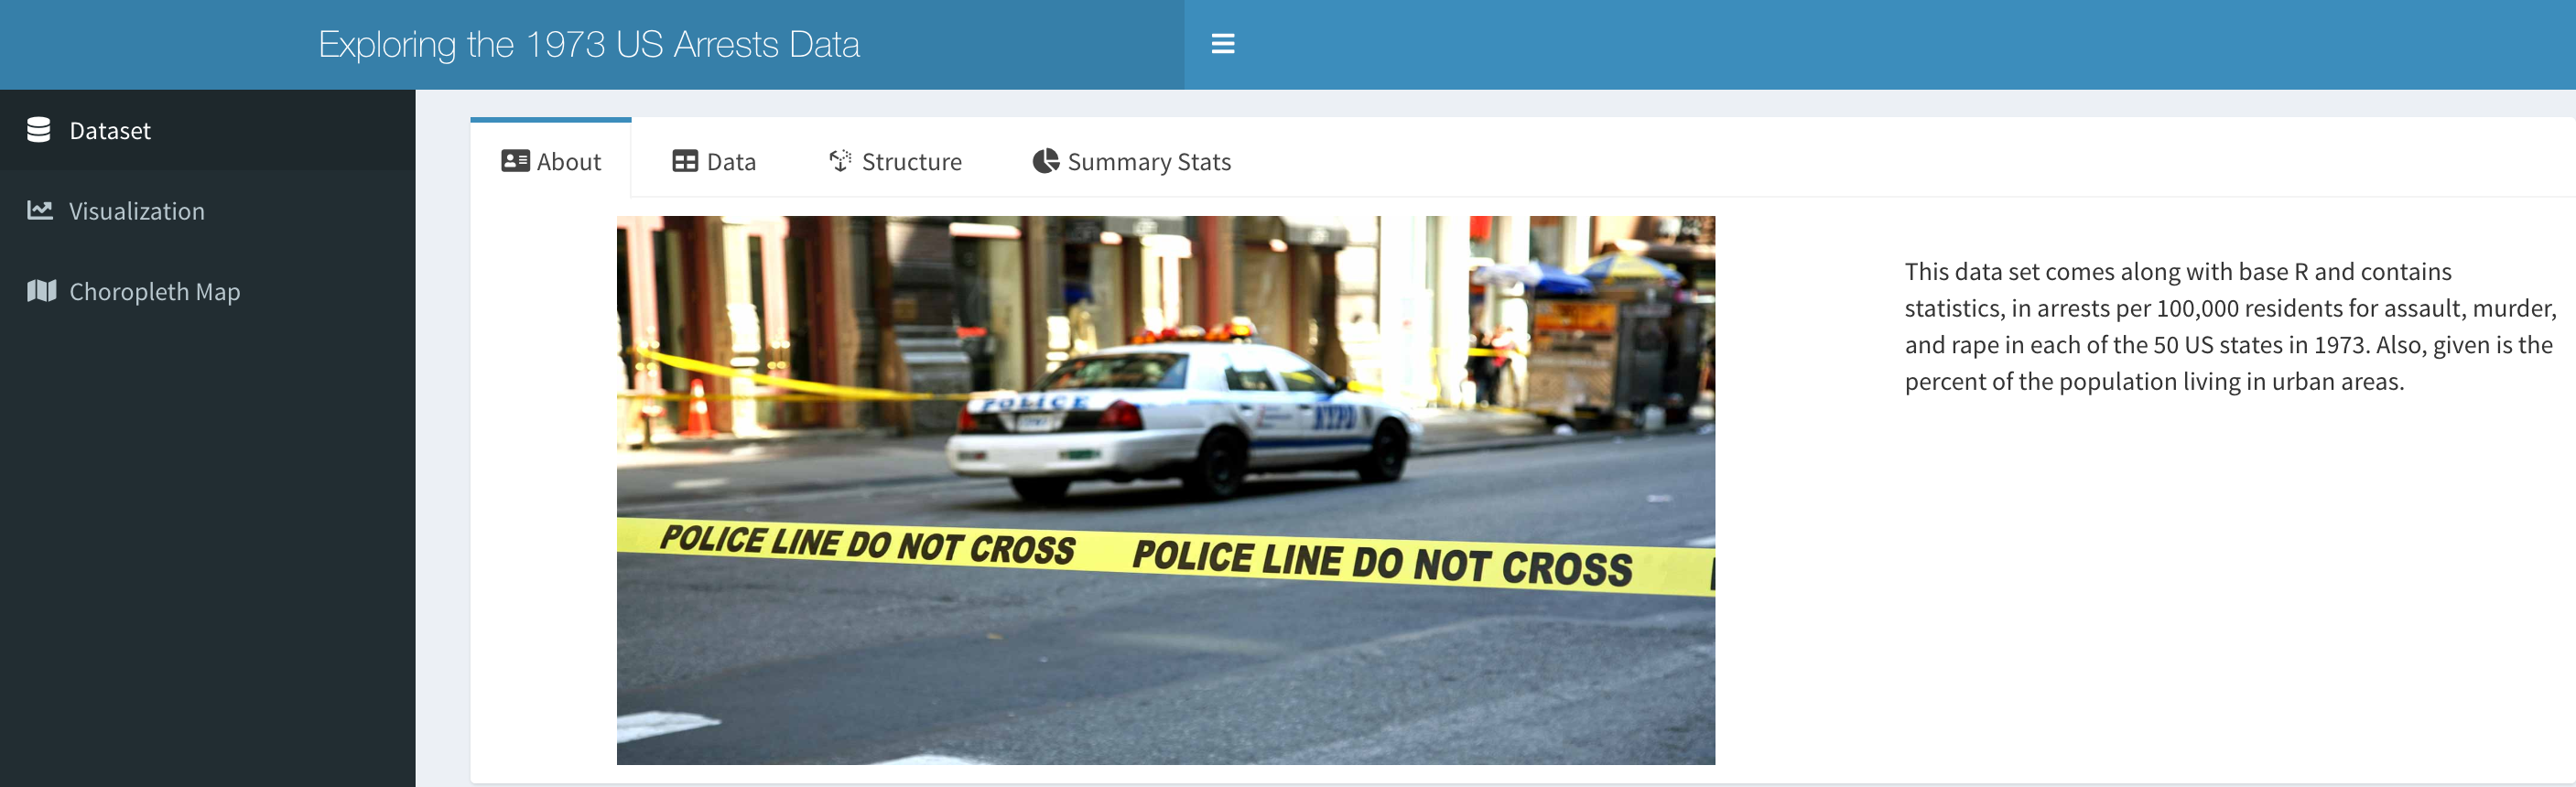 Exploring the 1973 US Arrests Data
Dataset
Visualization
Choropleth Map
About
Data
Structure
Summary Stats
POLICE
NYPD
POLICE LINE DO NOT CROSS POLICE LINE DO NOT CROSS
This data set comes along with base R and contains
statistics, in arrests per 100,000 residents for assault, murder,
and rape in each of the 50 US states in 1973. Also, given is the
percent of the population living in urban areas.